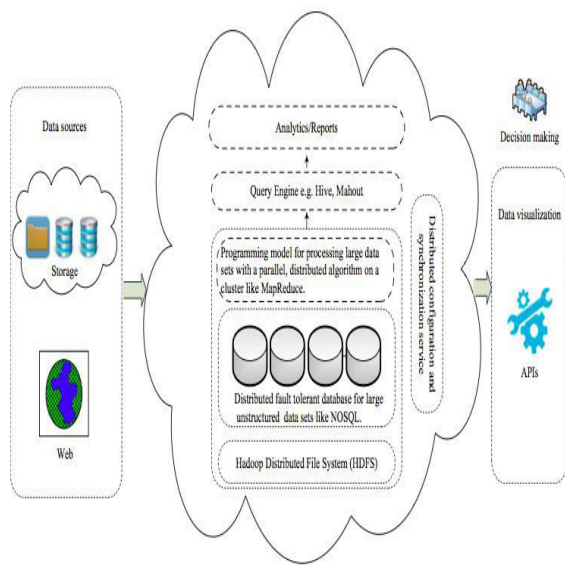 Data sources
Storage
Web
Analytics/Reports
Query Engine e.g. Hive, Mahout
Programming model for processing large data
sets with a parallel, distributed algorithm on a
cluster like MapReduce.
Distributed fault tolerant database for large
unstructured data sets like NOSQL.
Hadoop Distributed File System (HDFS)
Distributed configuration and
synchronization service
Decision making
Data visualization
APIs